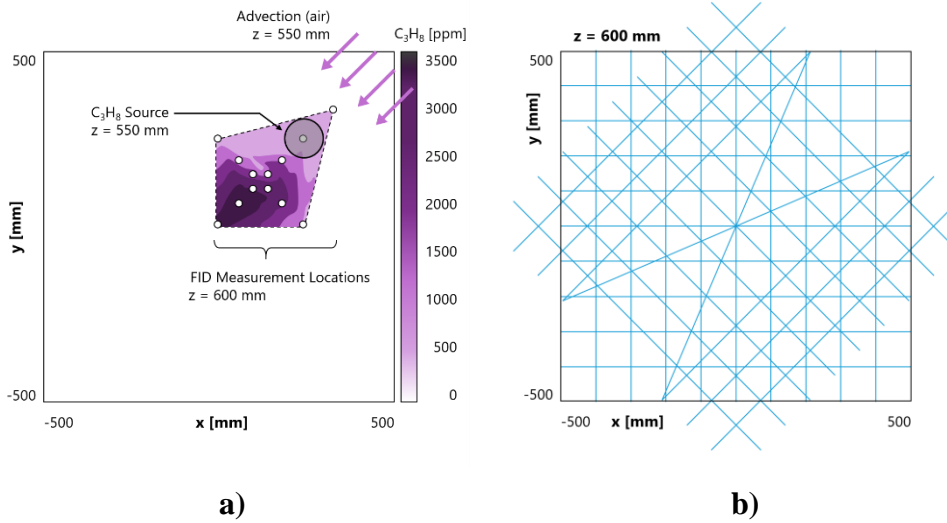 Advection (air)
z = 550 mm
C₃H₈ [ppm]
500
3500
3000
2500
2000
1500
1000
500
0
C₃H₈ Source
z = 550 mm
y [mm]
FID Measurement Locations
z = 600 mm
-500
-500
x [mm]
500
a)
z = 600 mm
500
y [mm]
-500
-500
x [mm]
500
b)